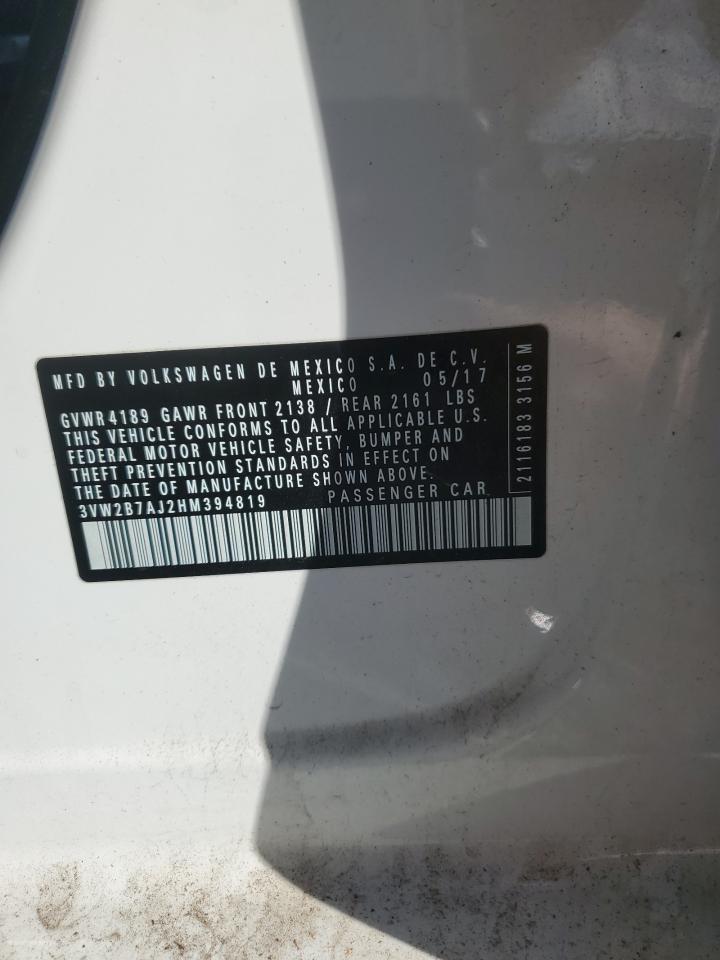 MFD BY VOLKSWAGEN DE MEXICO S.A. DE C.V.
MEXICO 05/17
GVWR 4189 GAWR FRONT 2138 / REAR 2161 LBS
THIS VEHICLE CONFORMS TO ALL APPLICABLE U.S.
FEDERAL MOTOR VEHICLE SAFETY, BUMPER AND
THEFT PREVENTION STANDARDS IN EFFECT ON
THE DATE OF MANUFACTURE SHOWN ABOVE.
3VW2B7AJ2HM394819 PASSENGER CAR
2116183 3156 M